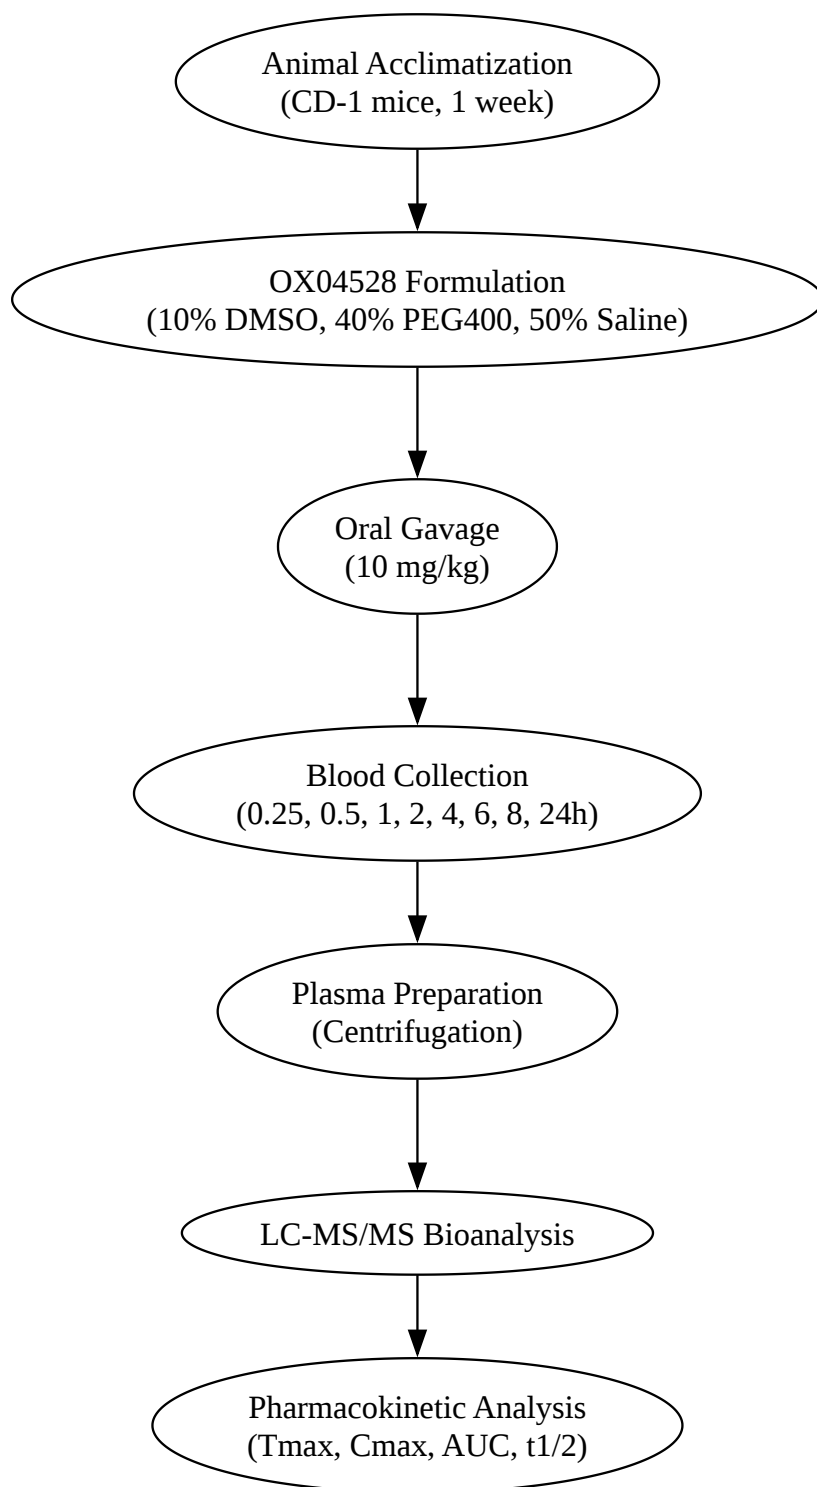 Animal Acclimatization
(CD-1 mice, 1 week)
OX04528 Formulation
(10% DMSO, 40% PEG400, 50% Saline)
Oral Gavage
(10 mg/kg)
Blood Collection
(0.25, 0.5, 1, 2, 4, 6, 8, 24h)
Plasma Preparation
(Centrifugation)
LC-MS/MS Bioanalysis
Pharmacokinetic Analysis
(Tmax, Cmax, AUC, t1/2)